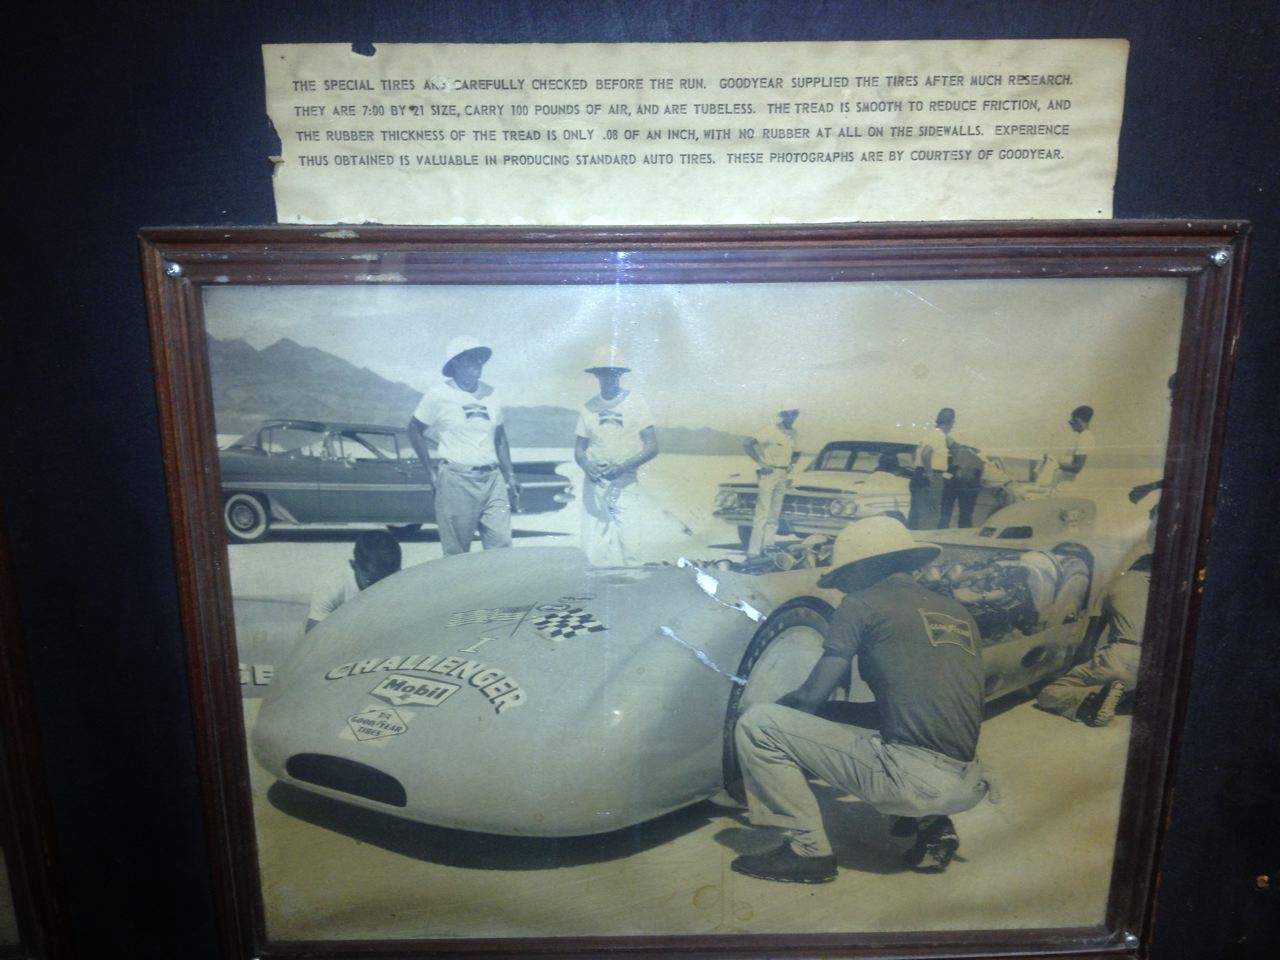 THE SPECIAL TIRES ARE CAREFULLY CHECKED BEFORE THE RUN. GOODYEAR SUPPLIED THE TIRES AFTER MUCH RESEARCH.
THEY ARE 7:00 BY 21 SIZE, CARRY 100 POUNDS OF AIR, AND ARE TUBELESS. THE TREAD IS SMOOTH TO REDUCE FRICTION, AND
THE RUBBER THICKNESS OF THE TREAD IS ONLY .08 OF AN INCH, WITH NO RUBBER AT ALL ON THE SIDEWALLS. EXPERIENCE
THUS OBTAINED IS VALUABLE IN PRODUCING STANDARD AUTO TIRES. THESE PHOTOGRAPHS ARE BY COURTESY OF GOODYEAR.
I
CHALLENGER
Mobil
GOODYEAR
TIRES
GE
GOODYEAR